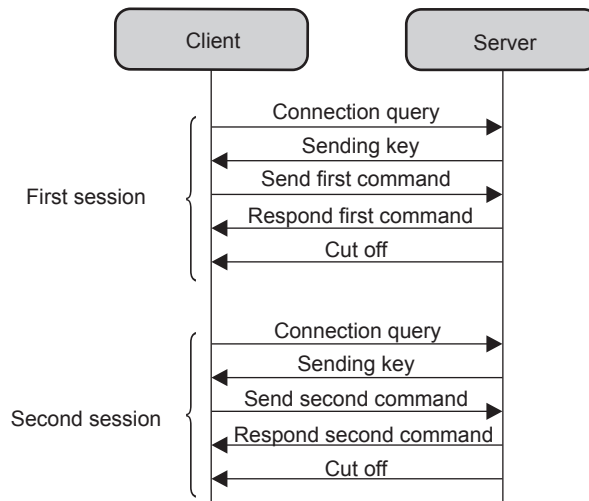 Client
Server
Connection query
Sending key
Send first command
First session
Respond first command
Cut off
Connection query
Sending key
Send second command
Second session
Respond second command
Cut off